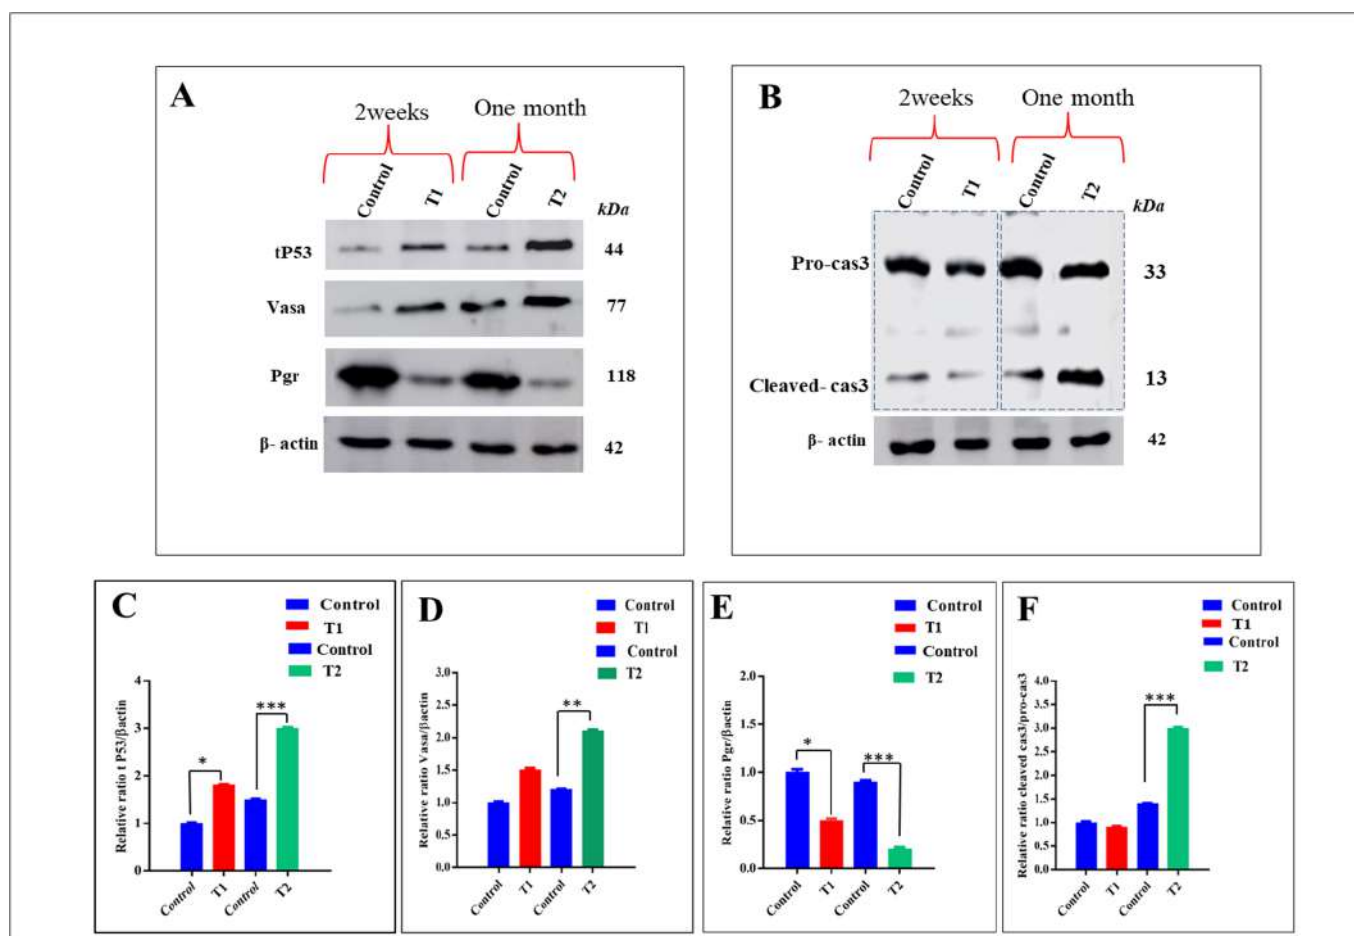 A
2weeks
One month
Control
T1
Control
T2
kDa
tP53
44
Vasa
77
Pgr
118
β- actin
42
B
2weeks
One month
Control
T1
Control
T2
kDa
Pro-cas3
33
Cleaved- cas3
13
β- actin
42
C
Control
T1
Control
T2
Relative ratio t P53/βactin
4
3
2
1
0
*
***
Control
T1
Control
T2
D
Control
T1
Control
T2
Relative ratio Vasa/βactin
3.0
2.5
2.0
1.5
1.0
0.5
0.0
**
Control
T1
Control
T2
E
Control
T1
Control
T2
Relative ratio Pgr/βactin
2.0
1.5
1.0
0.5
0.0
*
***
Control
T1
Control
T2
F
Control
T1
Control
T2
Relative ratio cleaved cas3/pro-cas3
4.0
3.5
3.0
2.5
2.0
1.5
1.0
0.5
0.0
***
Control
T1
Control
T2